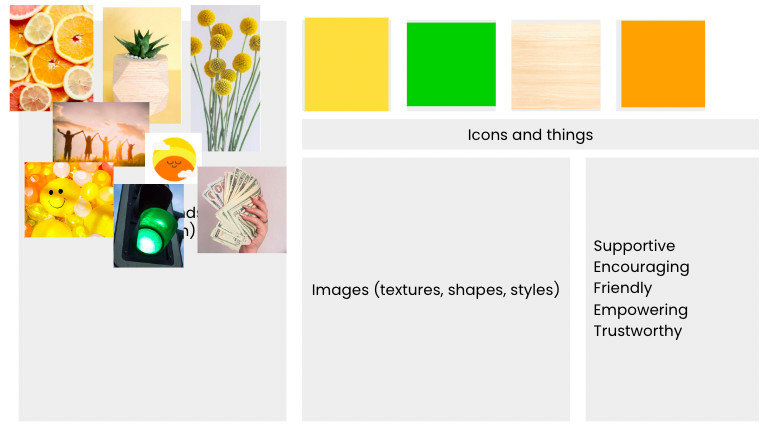 Icons and things
Images (textures, shapes, styles)
Supportive
Encouraging
Friendly
Empowering
Trustworthy